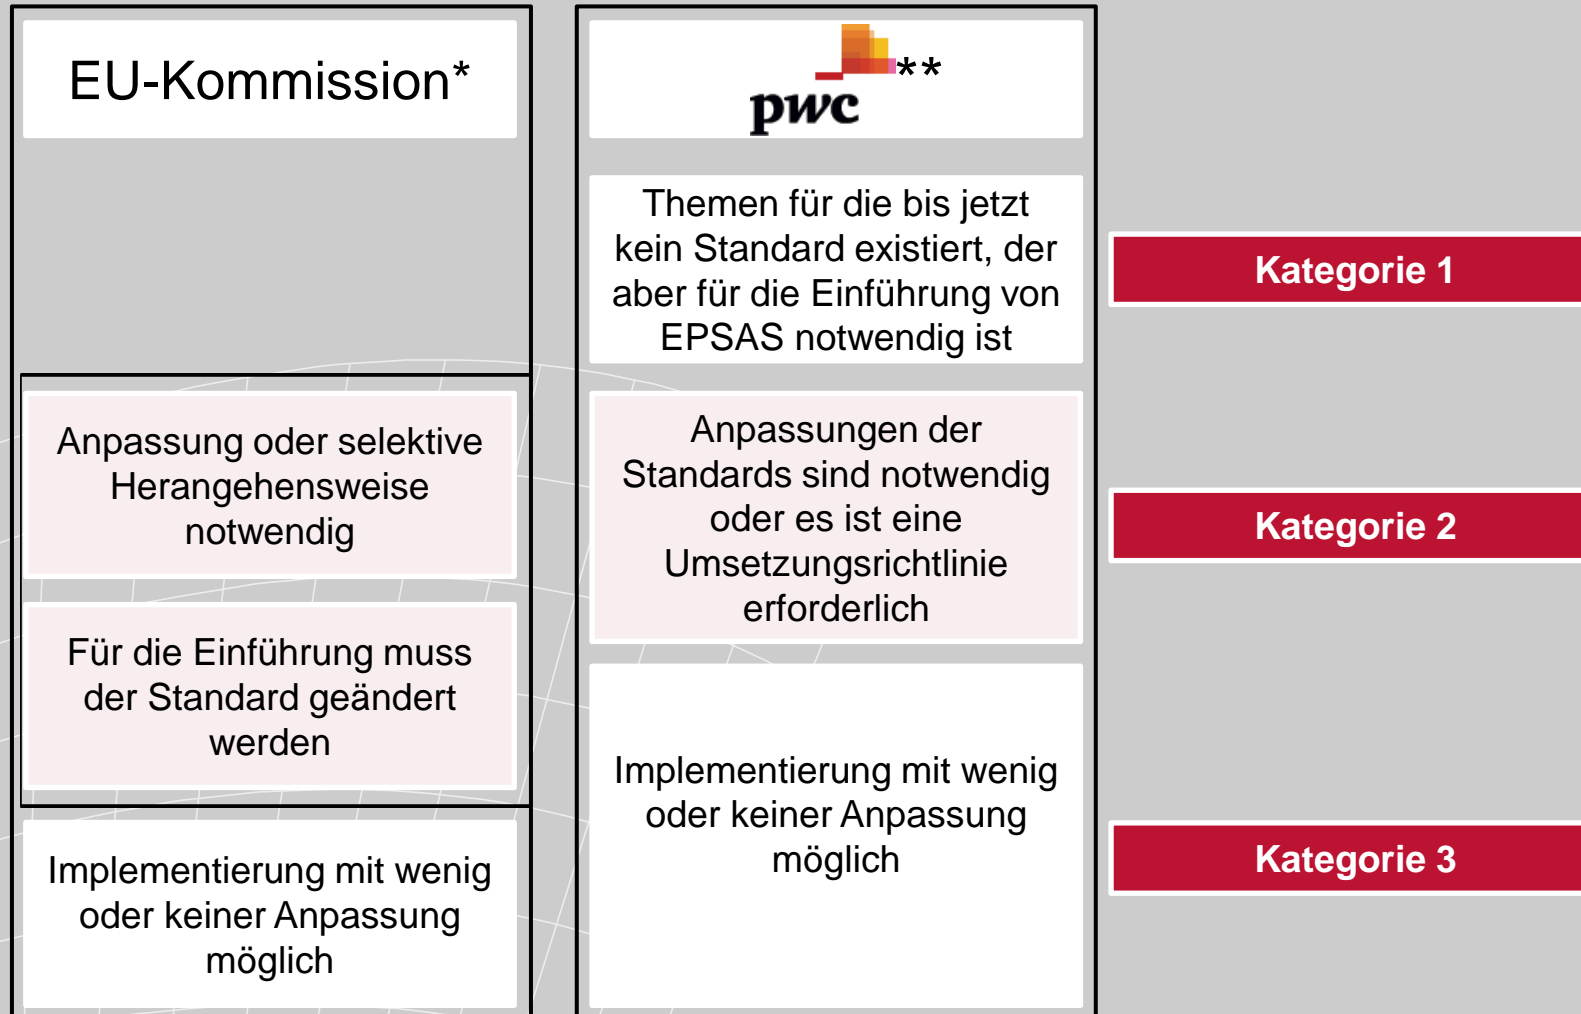 EU-Kommission*
pwc
**
Themen für die bis jetzt
kein Standard existiert, der
aber für die Einführung von
EPSAS notwendig ist
Kategorie 1
Anpassung oder selektive
Herangehensweise
notwendig
Anpassungen der
Standards sind notwendig
oder es ist eine
Umsetzungsrichtlinie
erforderlich
Kategorie 2
Für die Einführung muss
der Standard geändert
werden
Implementierung mit wenig
oder keiner Anpassung
möglich
Implementierung mit wenig
oder keiner Anpassung
möglich
Kategorie 3